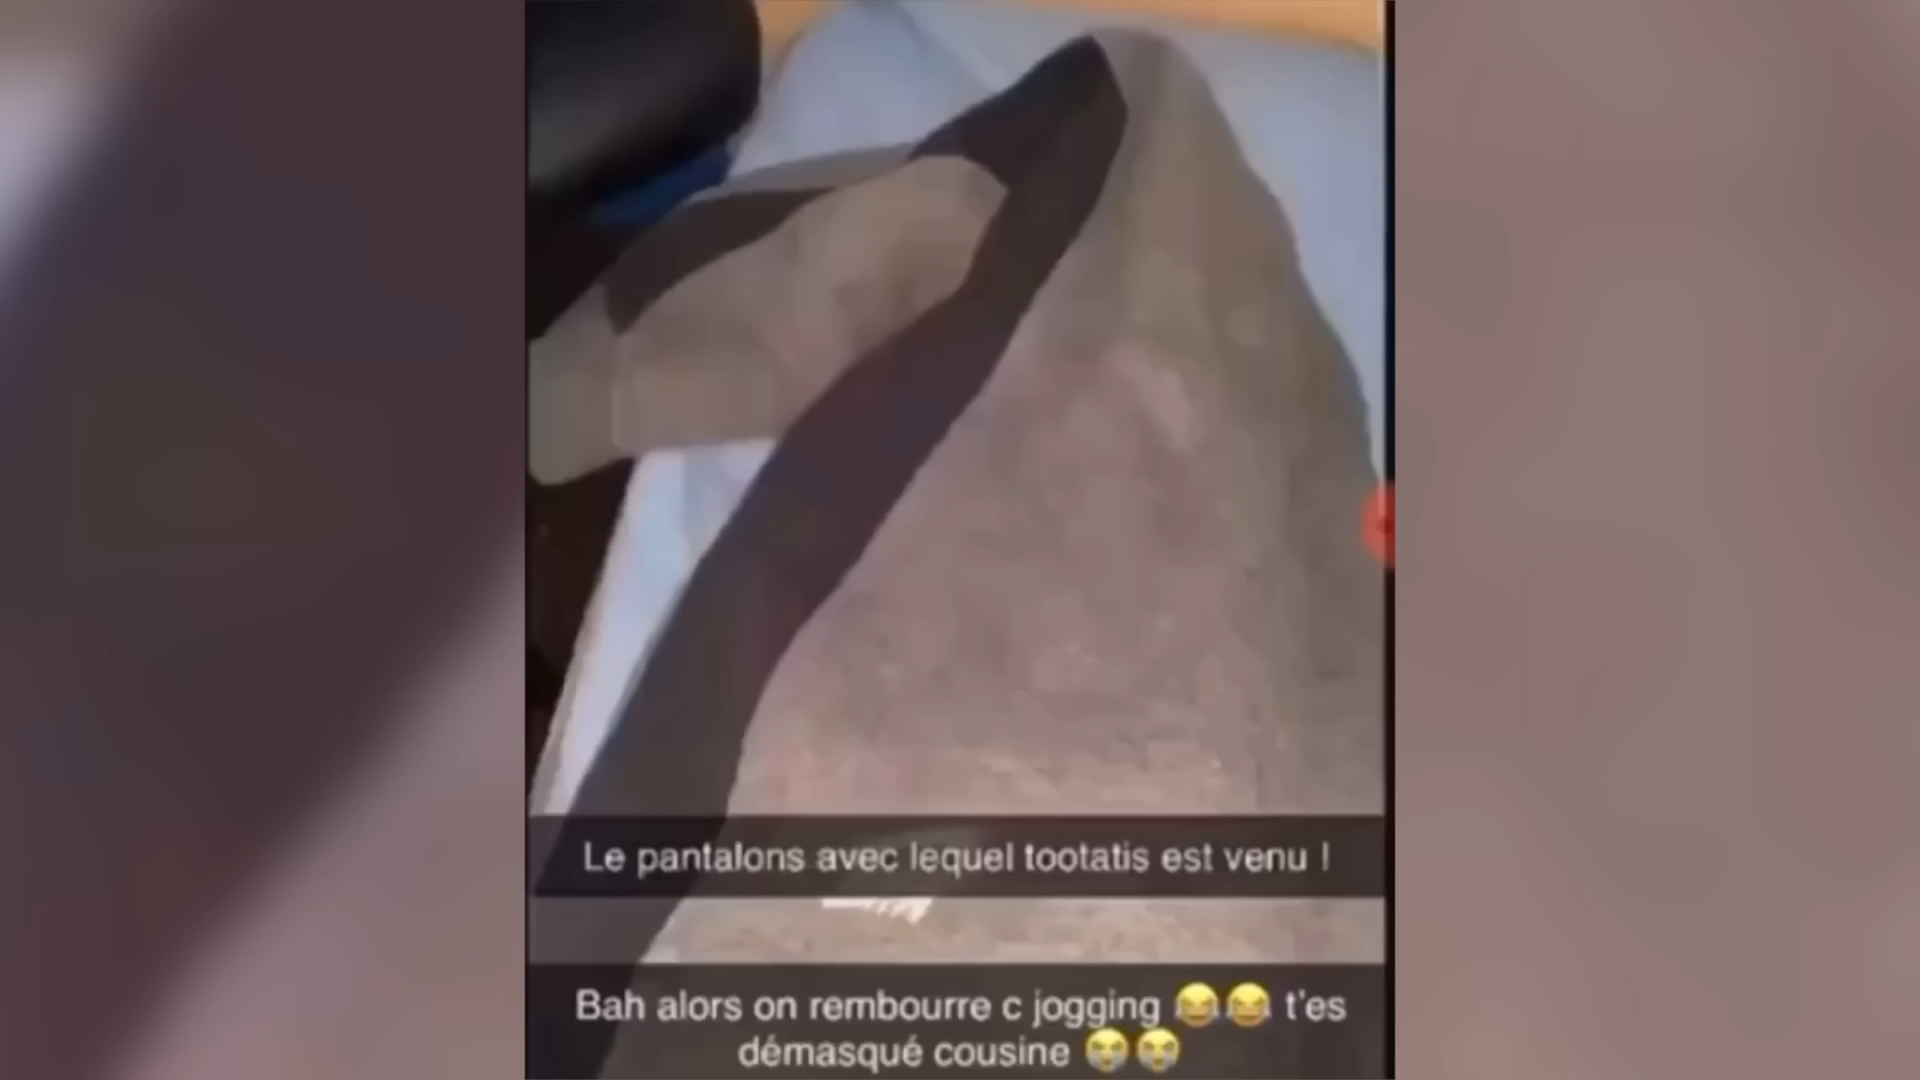 Le pantalons avec lequel tootatis est venu !
Bah alors on rembourre c jogging 😂😂 t'es
démasqué cousine 😭😭